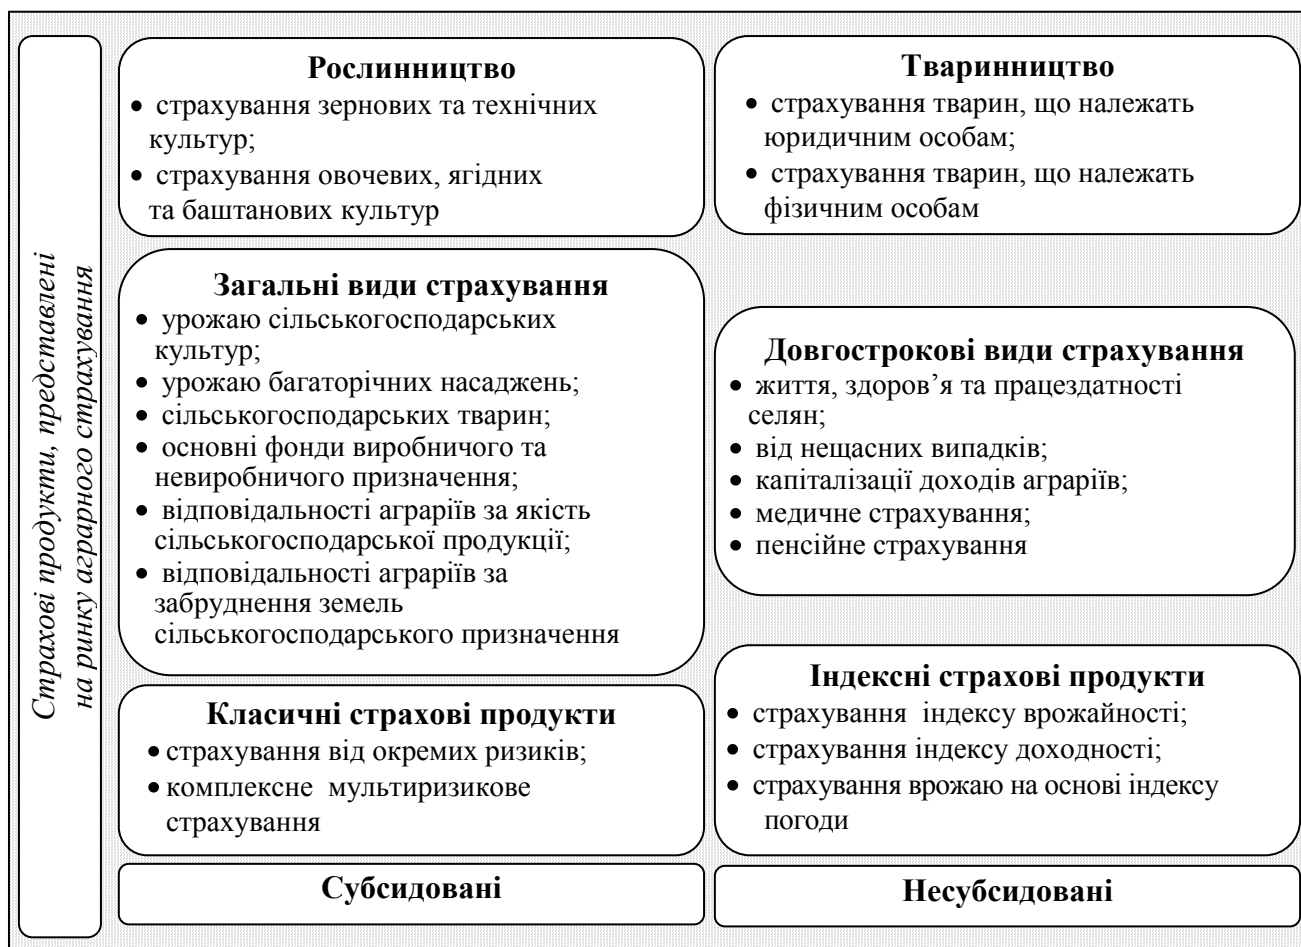 Страхові продукти, представлені
на ринку аграрного страхування
Рослинництво
• страхування зернових та технічних
культур;
• страхування овочевих, ягідних
та баштанових культур
Тваринництво
• страхування тварин, що належать
юридичним особам;
• страхування тварин, що належать
фізичним особам
Загальні види страхування
• урожаю сільськогосподарських
культур;
• урожаю багаторічних насаджень;
• сільськогосподарських тварин;
• основні фонди виробничого та
невиробничого призначення;
• відповідальності аграріїв за якість
сільськогосподарської продукції;
• відповідальності аграріїв за
забруднення земель
сільськогосподарського призначення
Довгострокові види страхування
• життя, здоров’я та працездатності
селян;
• від нещасних випадків;
• капіталізації доходів аграріїв;
• медичне страхування;
• пенсійне страхування
Класичні страхові продукти
• страхування від окремих ризиків;
• комплексне мультиризикове
страхування
Індексні страхові продукти
• страхування індексу врожайності;
• страхування індексу доходності;
• страхування врожаю на основі індексу
погоди
Субсидовані
Несубсидовані